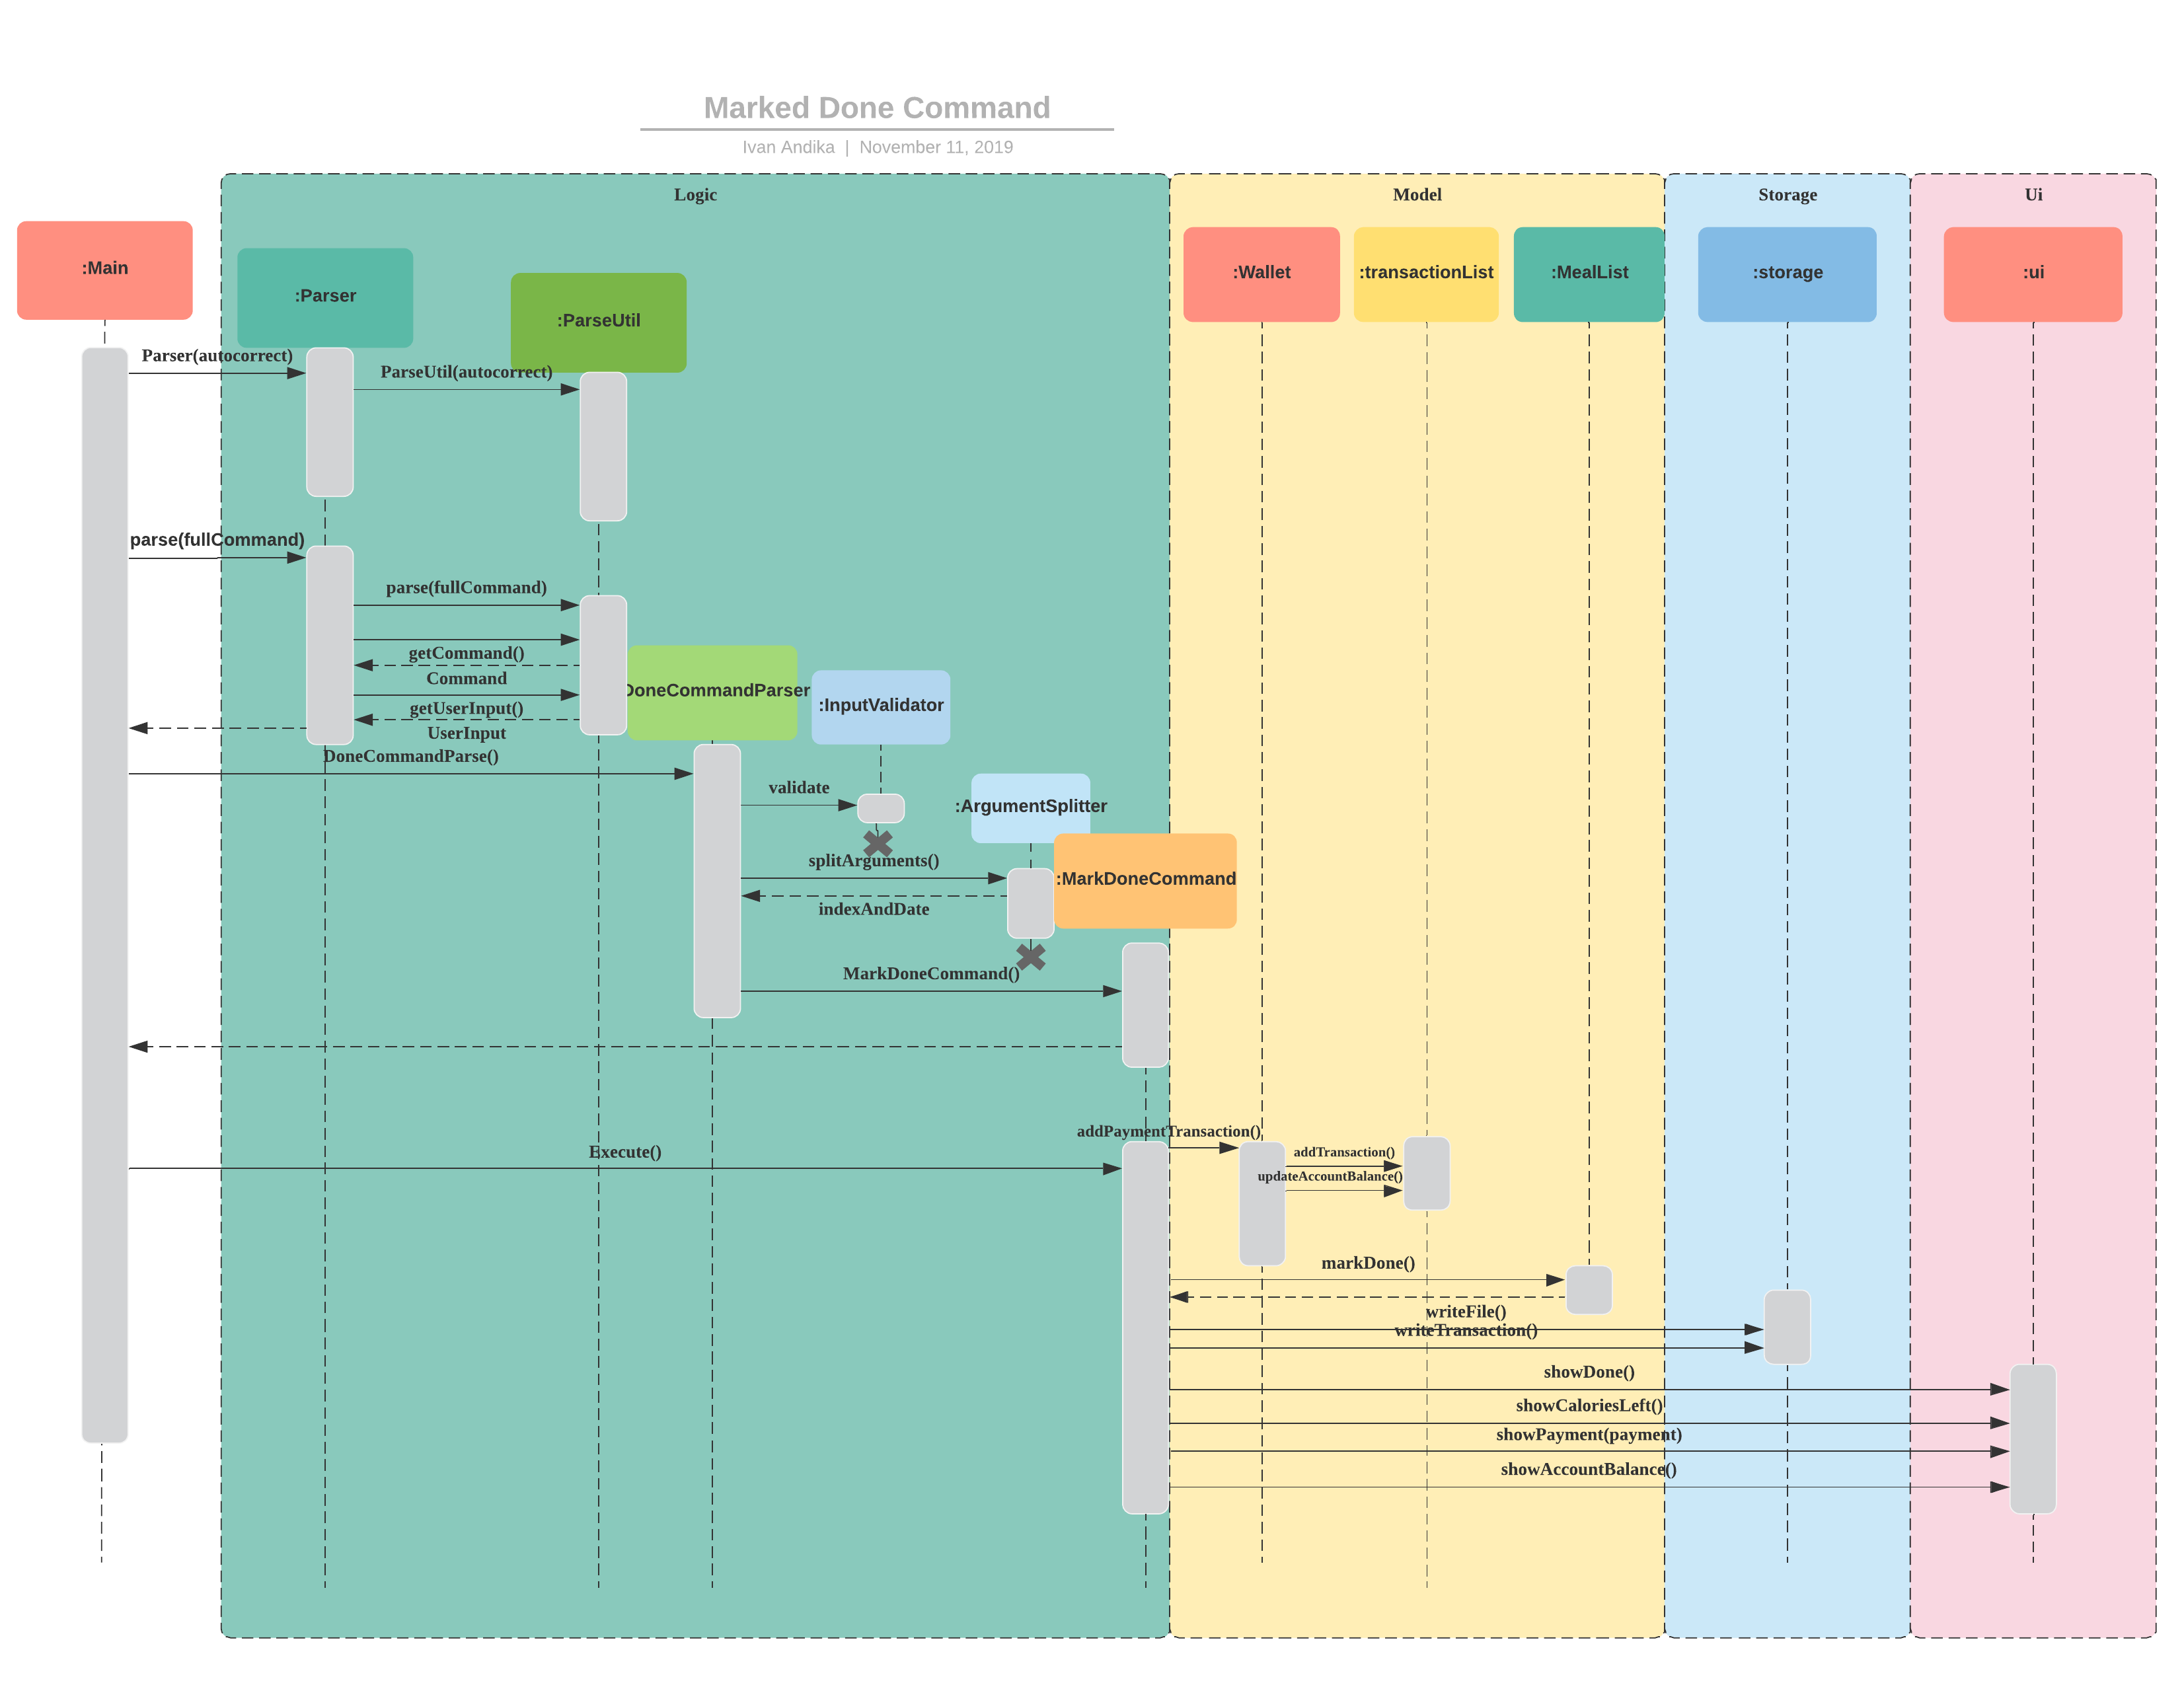 Marked Done Command
Ivan Andika | November 11, 2019
Logic
Model
Storage
Ui
:Main
:Parser
:ParseUtil
:Wallet
:transactionList
:MealList
:storage
:ui
Parser(autocorrect)
ParseUtil(autocorrect)
parse(fullCommand)
parse(fullCommand)
getCommand()
Command
getUserInput()
UserInput
DoneCommandParser
:InputValidator
DoneCommandParse()
validate
:ArgumentSplitter
splitArguments()
:MarkDoneCommand
indexAndDate
MarkDoneCommand()
addPaymentTransaction()
Execute()
addTransaction()
updateAccountBalance()
markDone()
writeFile()
writeTransaction()
showDone()
showCaloriesLeft()
showPayment(payment)
showAccountBalance()